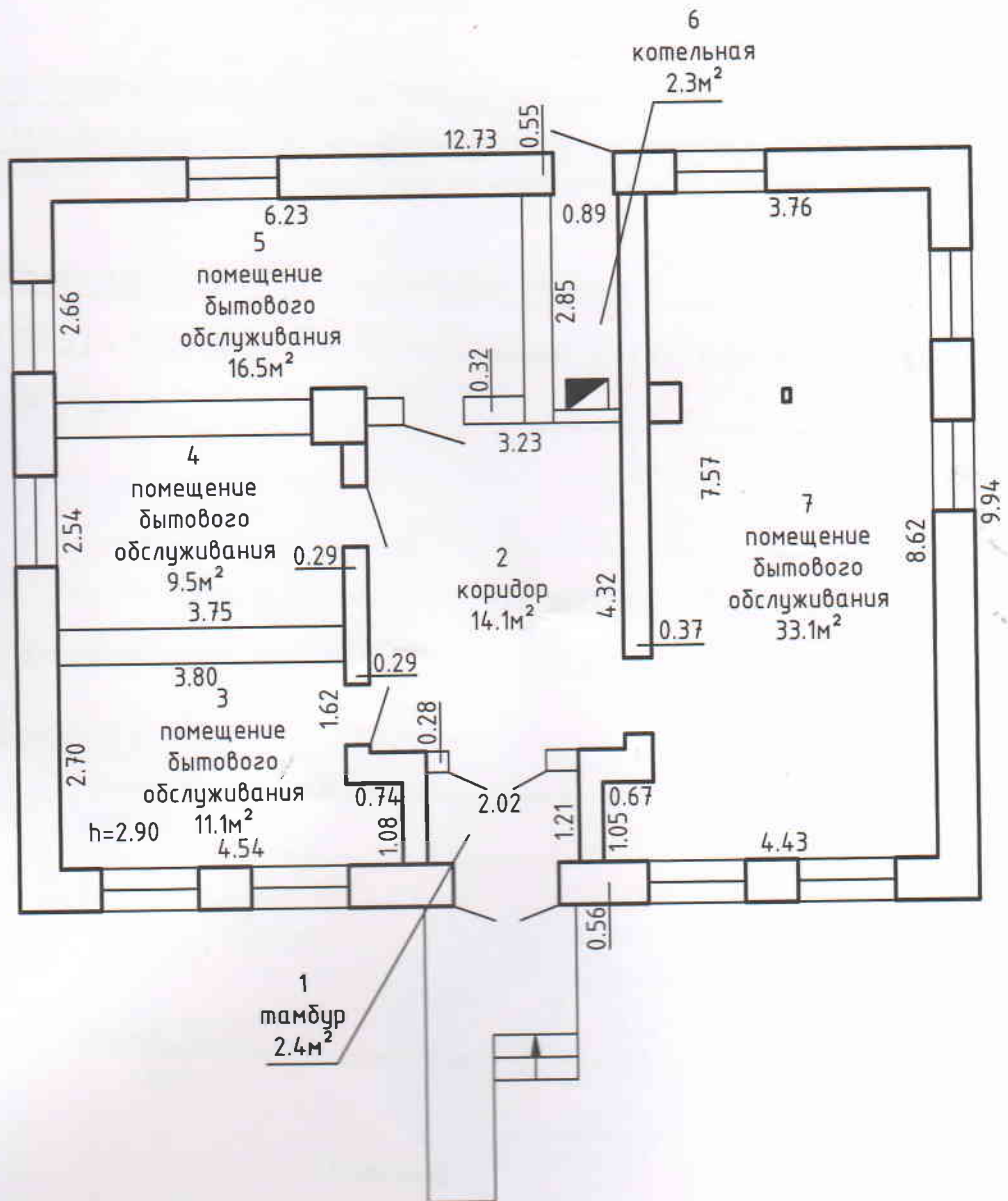 6
котельная
2.3м²
12.73
0.55
6.23
0.89
3.76
5
помещение
бытового
обслуживания
16.5м²
2.66
2.85
0.32
3.23
4
помещение
бытового
обслуживания
9.5м²
2.54
3.75
0.29
2
коридор
14.1м²
4.32
7.57
7
помещение
бытового
обслуживания
33.1м²
8.62
9.94
0.37
3.80
0.29
3
помещение
бытового
обслуживания
11.1м²
2.70
1.62
0.28
h=2.90
4.54
0.74
1.08
2.02
1.21
0.67
1.05
4.43
0.56
1
тамбур
2.4м²